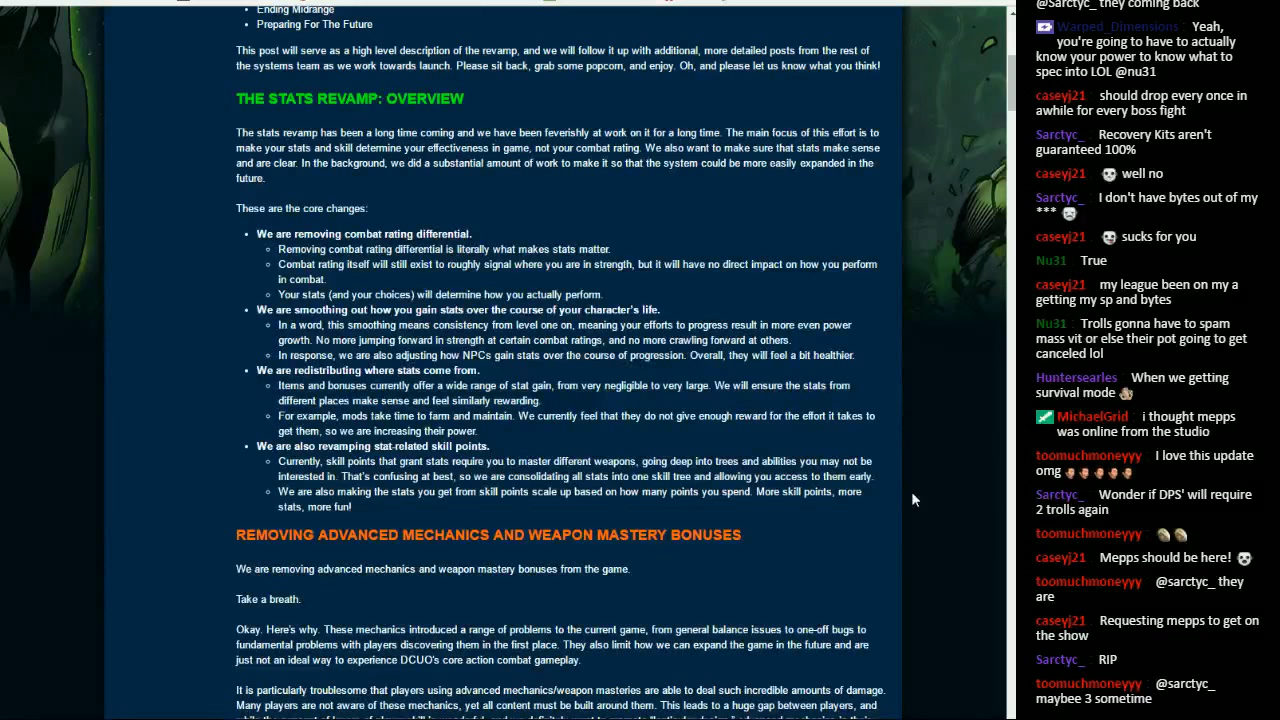 Ending Midrange
Preparing For The Future
This post will serve as a high level description of the revamp, and we will follow it up with additional, more detailed posts from the rest of
the systems team as we work towards launch. Please sit back, grab some popcorn, and enjoy. Oh, and please let us know what you think!
THE STATS REVAMP: OVERVIEW
The stats revamp has been a long time coming and we have been feverishly at work on it for a long time. The main focus of this effort is to
make your stats and skill determine your effectiveness in game, not your combat rating. We also want to make sure that stats make sense
and are clear. In the background, we did a substantial amount of work to make it so that the system could be more easily expanded in the
future.
These are the core changes:
We are removing combat rating differential.
Removing combat rating differential is literally what makes stats matter.
Combat rating itself will still exist to roughly signal where you are in strength, but it will have no direct impact on how you perform
in combat.
Your stats (and your choices) will determine how you actually perform.
We are smoothing out how you gain stats over the course of your character's life.
In a word, this smoothing means consistency from level one on, meaning your efforts to progress result in more even power
growth. No more jumping forward in strength at certain combat ratings, and no more crawling forward at others.
In response, we are also adjusting how NPCs gain stats over the course of progression. Overall, they will feel a bit healthier.
We are redistributing where stats come from.
Items and bonuses currently offer a wide range of stat gain, from very negligible to very large. We will ensure the stats from
different places make sense and feel similarly rewarding.
For example, mods take time to farm and maintain. We currently feel that they do not give enough reward for the effort it takes to
get them, so we are increasing their power.
We are also revamping stat-related skill points.
Currently, skill points that grant stats require you to master different weapons, going deep into trees and abilities you may not be
interested in. That's confusing at best, so we are consolidating all stats into one skill tree and allowing you access to them early.
We are also making the stats you get from skill points scale up based on how many points you spend. More skill points, more
stats, more fun!
REMOVING ADVANCED MECHANICS AND WEAPON MASTERY BONUSES
We are removing advanced mechanics and weapon mastery bonuses from the game.
Take a breath.
Okay. Here's why. These mechanics introduced a range of problems to the current game, from general balance issues to one-off bugs to
fundamental problems with players discovering them in the first place. They also limit how we can expand the game in the future and are
just not an ideal way to experience DCUO's core action combat gameplay.
It is particularly troublesome that players using advanced mechanics/weapon masteries are able to deal such incredible amounts of damage.
Many players are not aware of these mechanics, yet all content must be built around them. This leads to a huge gap between players, and
@Sarctyc_ they coming back
Warped_Dimensions: Yeah,
you're going to have to actually
know your power to know what to
spec into LOL @nu31
caseyj21: should drop every once in
awhile for every boss fight
Sarctyc_: Recovery Kits aren't
guaranteed 100%
caseyj21: well no
Sarctyc_: I don't have bytes out of my
***
caseyj21: sucks for you
Nu31: True
caseyj21: my league been on my a
getting my sp and bytes
Nu31: Trolls gonna have to spam
mass vit or else their pot going to get
canceled lol
Huntersearles: When we getting
survival mode
MichaelGrid: i thought mepps
was online from the studio
toomuchmoneyyy: I love this update
omg
Sarctyc_: Wonder if DPS' will require
2 trolls again
toomuchmoneyyy:
caseyj21: Mepps should be here!
toomuchmoneyyy: @sarctyc_ they
are
caseyj21: Requesting mepps to get on
the show
Sarctyc_: RIP
toomuchmoneyyy: @sarctyc_
maybe 3 sometime